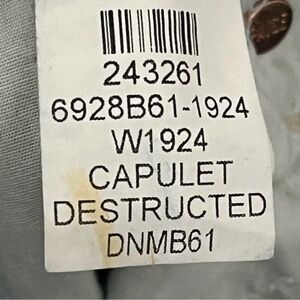 243261
6928B61-1924
W1924
CAPULET
DESTRUCTED
DNMB61